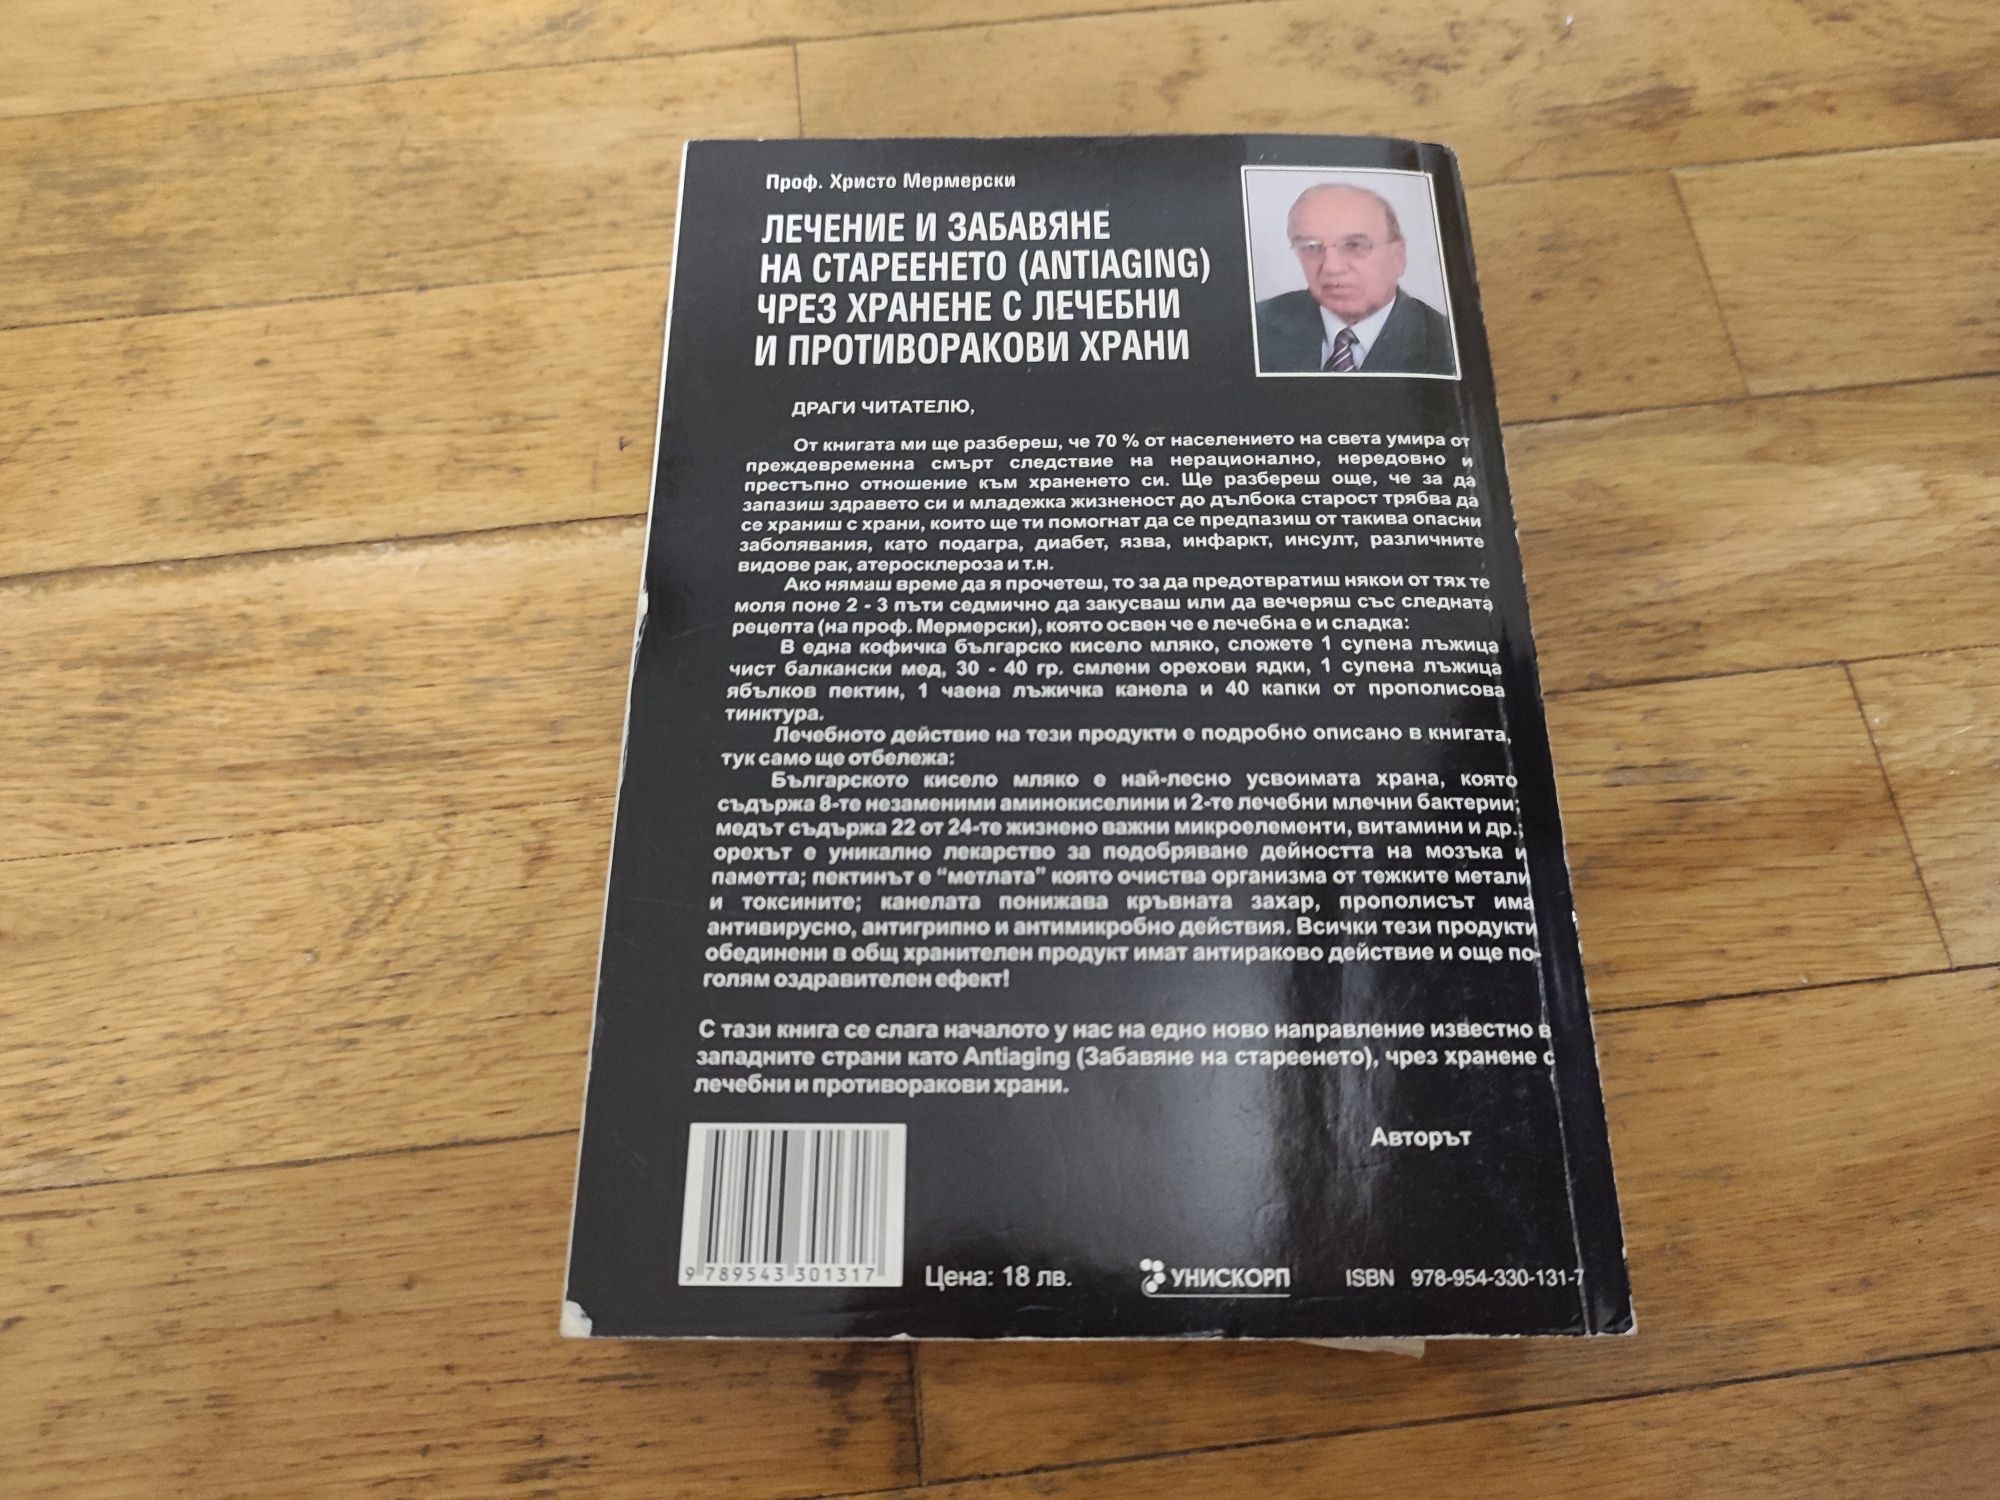 Проф. Христо Мермерски
ЛЕЧЕНИЕ И ЗАБАВЯНЕ
НА СТАРЕЕНЕТО (ANTIAGING)
ЧРЕЗ ХРАНЕНЕ С ЛЕЧЕБНИ
И ПРОТИВОРАКОВИ ХРАНИ
ДРАГИ ЧИТАТЕЛЮ,
От книгата ми ще разбереш, че 70 % от населението на света умира от
преждевременна смърт следствие на нерационално, нередовно и
престъпно отношение към храненето си. Ще разбереш още, че за да
запазиш здравето си и младежка жизненост до дълбока старост трябва да
се храниш с храни, които ще ти помогнат да се предпазиш от такива опасни
заболявания, като подагра, диабет, язва, инфаркт, инсулт, различните
видове рак, атеросклероза и т.н.
Ако нямаш време да я прочетеш, то за да предотвратиш някои от тях те
моля поне 2 - 3 пъти седмично да закусваш или да вечеряш със следната
рецепта (на проф. Мермерски), която освен че е лечебна е и сладка:
В една кофичка българско кисело мляко, сложете 1 супена лъжица
чист балкански мед, 30 - 40 гр. смлени орехови ядки, 1 супена лъжица
ябълков пектин, 1 чаена лъжичка канела и 40 капки от прополисова
тинктура.
Лечебното действие на тези продукти е подробно описано в книгата,
тук само ще отбележа:
Българското кисело мляко е най-лесно усвоимата храна, която
съдържа 8-те незаменими аминокиселини и 2-те лечебни млечни бактерии;
медът съдържа 22 от 24-те жизнено важни микроелементи, витамини и др.;
орехът е уникално лекарство за подобряване дейността на мозъка и
паметта; пектинът е "метлата" която очиства организма от тежките метали
и токсините; канелата понижава кръвната захар, прополисът има
антивирусно, антигрипно и антимикробно действия. Всички тези продукти
обединени в общ хранителен продукт имат антираково действие и още по-
голям оздравителен ефект!
С тази книга се слага началото у нас на едно ново направление известно в
западните страни като Antiaging (Забавяне на стареенето), чрез хранене с
лечебни и противоракови храни.
Авторът
9 789543 301317
Цена: 18 лв.
УНИСКОРП
ISBN 978-954-330-131-7